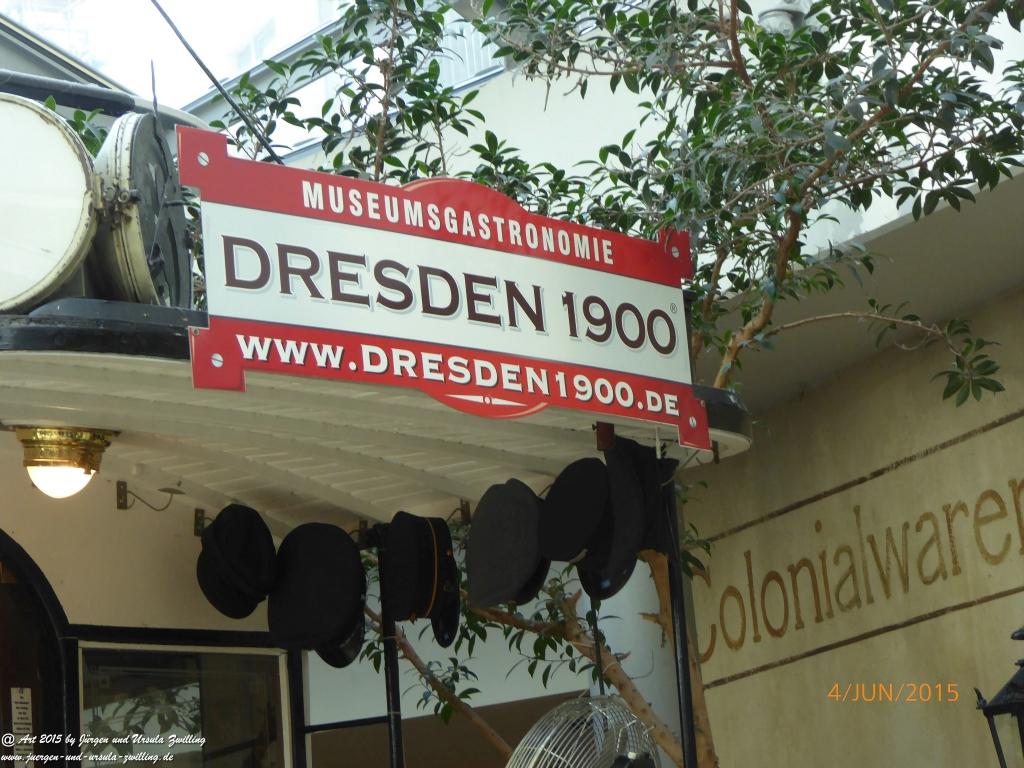 MUSEUMSGASTRONOMIE
DRESDEN 1900®
WWW.DRESDEN1900.DE
Colonialwaren
4/JUN/2015
@ Art 2015 by Jürgen und Ursula Zwilling
www.juergen-und-ursula-zwilling.de